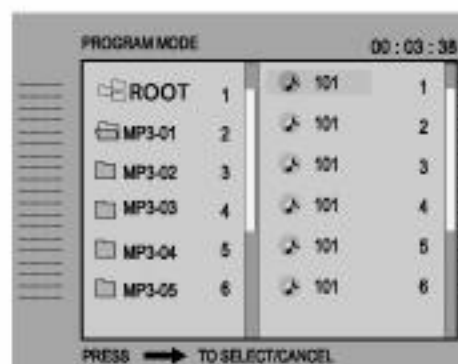 PROGRAM MODE 00 : 03 : 38
ROOT 1 101 1
MP3-01 2 101 2
MP3-02 3 101 3
MP3-03 4 101 4
MP3-04 5 101 5
MP3-05 6 101 6
PRESS TO SELECT/CANCEL